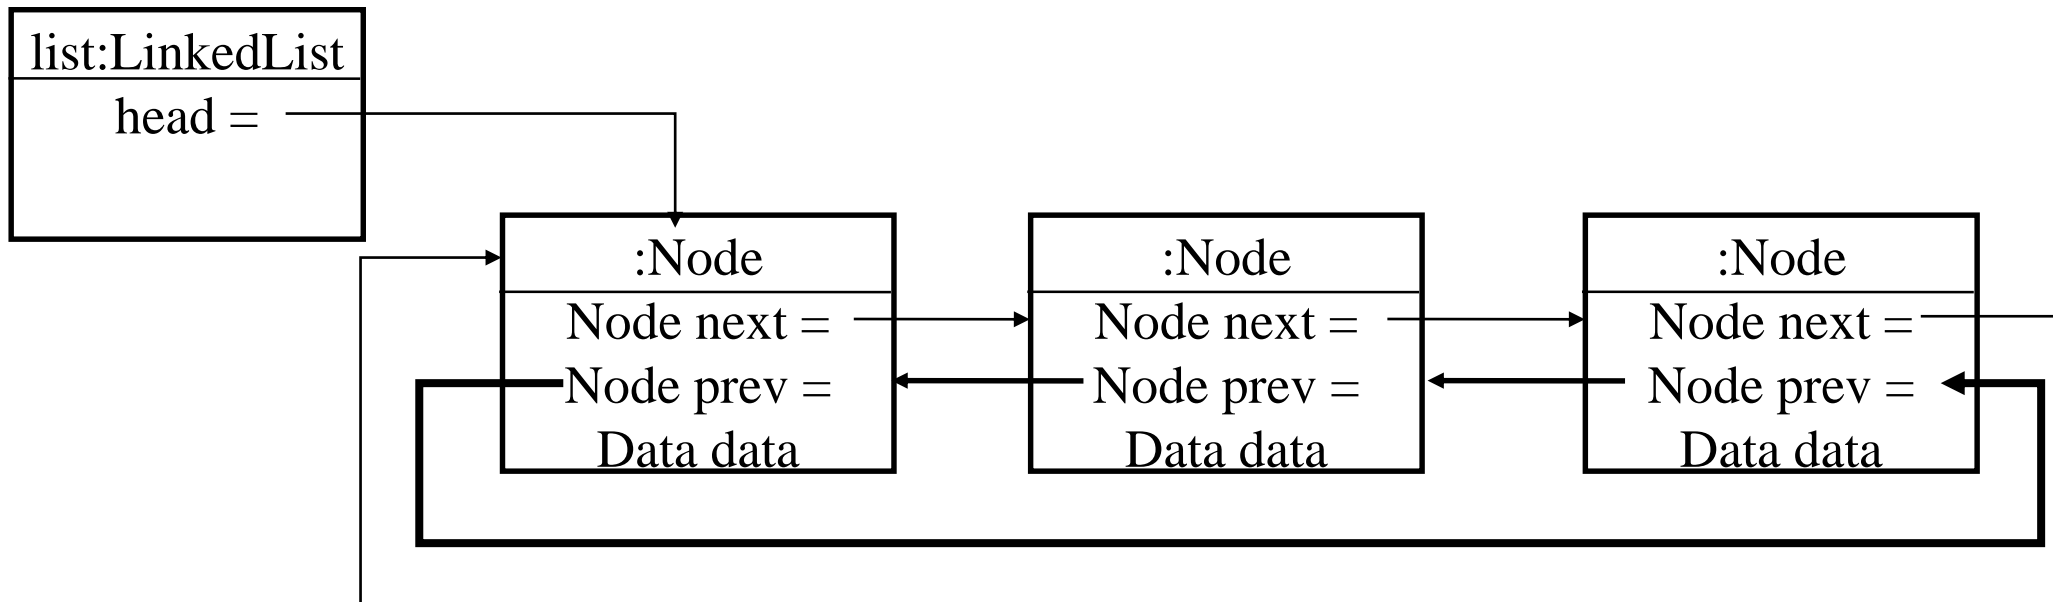 list:LinkedList
head =
:Node
Node next =
Node prev =
Data data
:Node
Node next =
Node prev =
Data data
:Node
Node next =
Node prev =
Data data